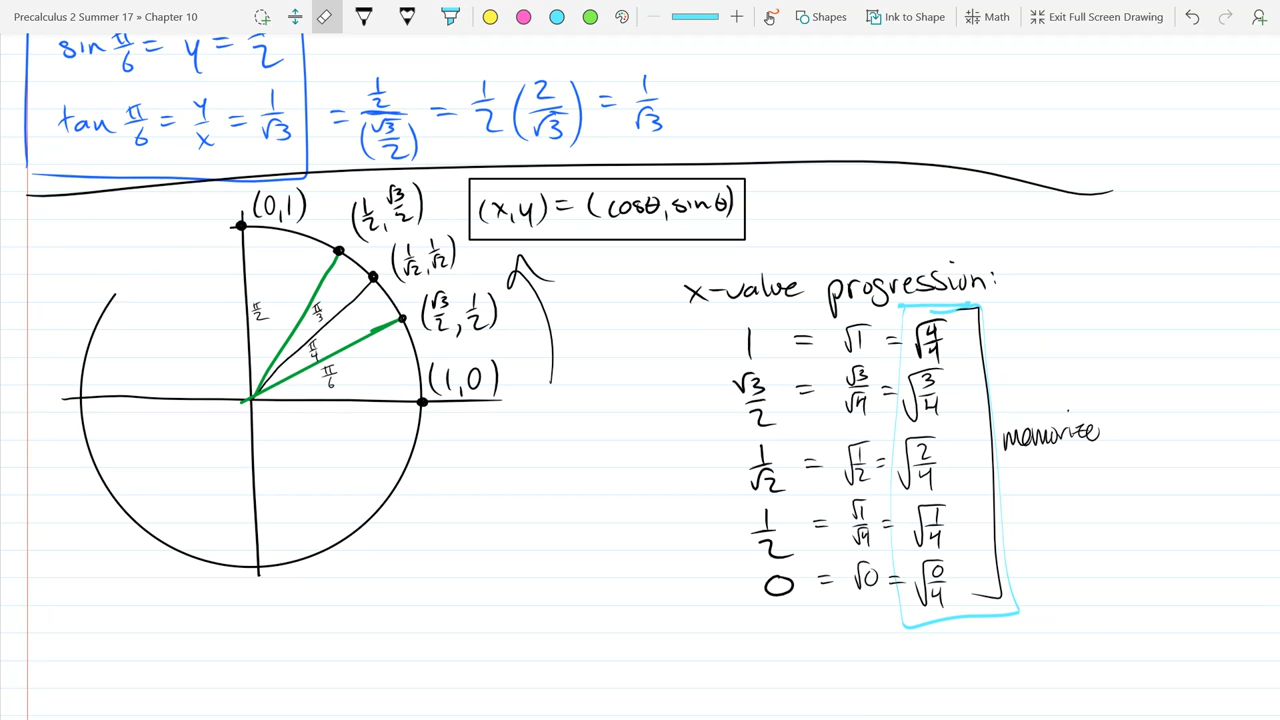 Precalculus 2 Summer 17 » Chapter 10
Shapes Ink to Shape Math Exit Full Screen Drawing
sin π/6 = y = /2
tan π/6 = y/x = 1/√3 = (1/2)/(√3/2) = 1/2 (2/√3) = 1/√3
(0,1)
(1/2, √3/2)
(x,y) = (cosθ, sinθ)
(1/√2, 1/√2)
(√3/2, 1/2)
(1,0)
π/2
π/3
π/4
π/6
x-value progression:
1 = √1 = √(4/4)
√3/2 = √3/√4 = √(3/4)
1/√2 = √(1/2) = √(2/4)
1/2 = √1/√4 = √(1/4)
0 = √0 = √(0/4)
memorize